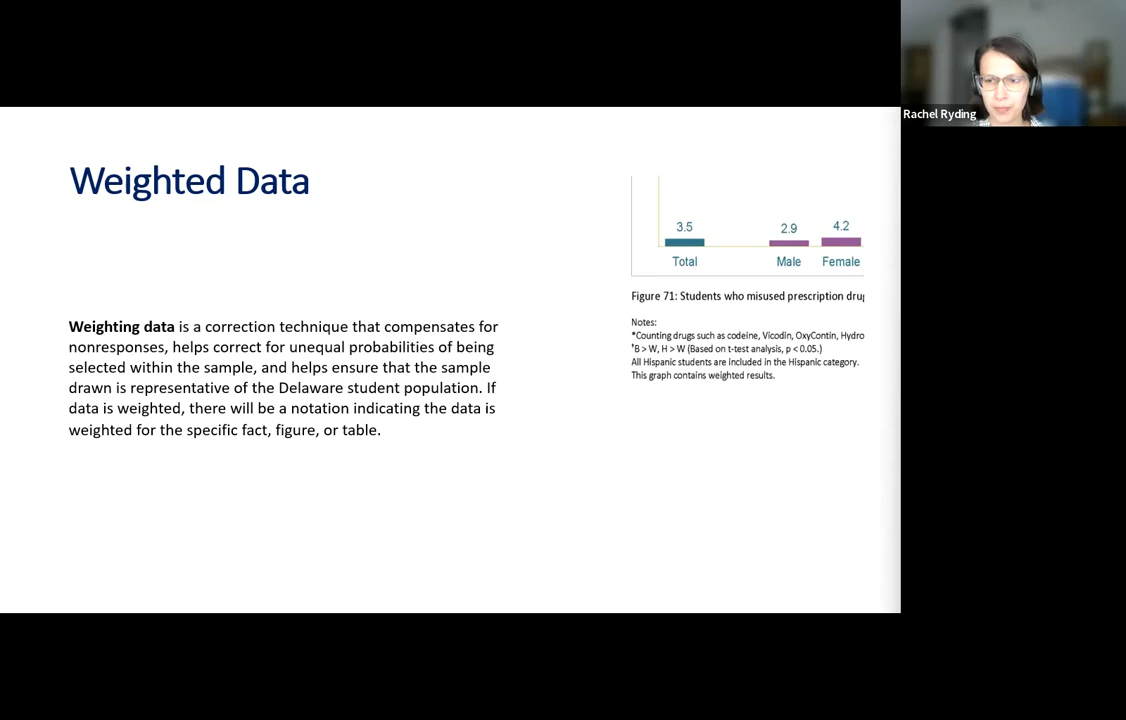 Rachel Ryding
Weighted Data
Weighting data is a correction technique that compensates for
nonresponses, helps correct for unequal probabilities of being
selected within the sample, and helps ensure that the sample
drawn is representative of the Delaware student population. If
data is weighted, there will be a notation indicating the data is
weighted for the specific fact, figure, or table.
3.5 2.9 4.2
Total Male Female
Figure 71: Students who misused prescription drug
Notes:
*Counting drugs such as codeine, Vicodin, OxyContin, Hydro
†B > W, H > W (Based on t-test analysis, p < 0.05.)
All Hispanic students are included in the Hispanic category.
This graph contains weighted results.